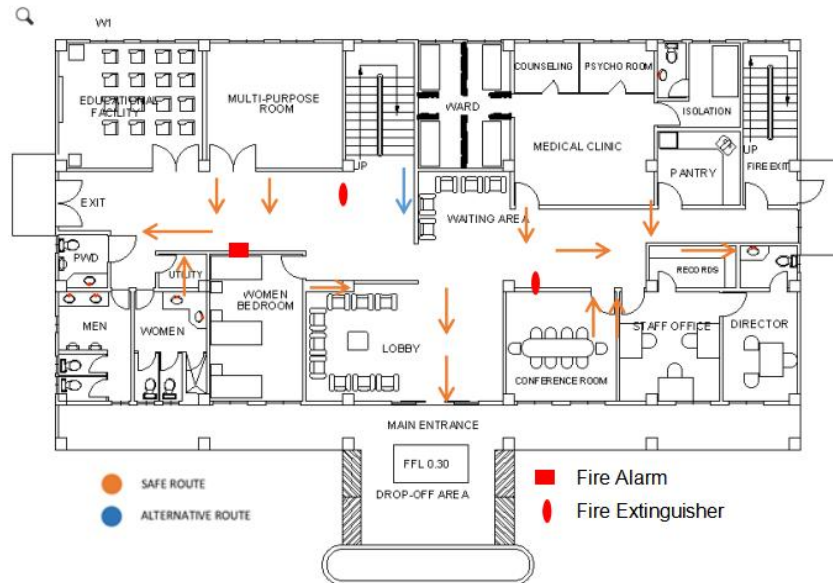 W1
EDUCATIONAL
FACILITY
MULTI-PURPOSE
ROOM
UP
WARD
COUNSELING
PSYCHO ROOM
ISOLATION
MEDICAL CLINIC
PANTRY
UP
FIRE EXIT
EXIT
WAITING AREA
PWD
UTILITY
RECORDS
MEN
WOMEN
WOMEN
BEDROOM
LOBBY
CONFERENCE ROOM
STAFF OFFICE
DIRECTOR
MAIN ENTRANCE
FFL 0.30
DROP-OFF AREA
SAFE ROUTE
ALTERNATIVE ROUTE
Fire Alarm
Fire Extinguisher